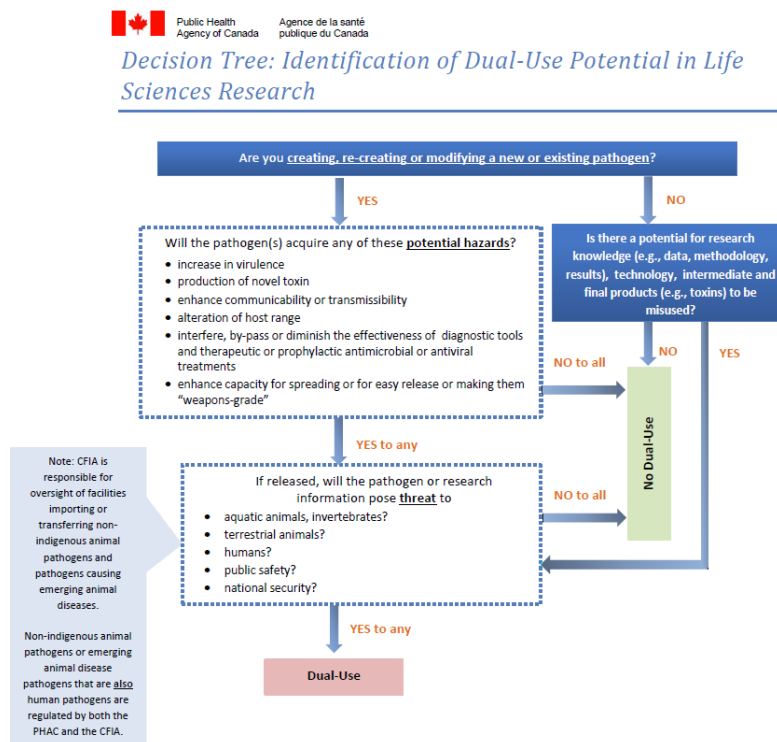 Public Health
Agency of Canada
Agence de la santé
publique du Canada
Decision Tree: Identification of Dual-Use Potential in Life
Sciences Research
Are you creating, re-creating or modifying a new or existing pathogen?
YES
NO
Will the pathogen(s) acquire any of these potential hazards?
• increase in virulence
• production of novel toxin
• enhance communicability or transmissibility
• alteration of host range
• interfere, by-pass or diminish the effectiveness of diagnostic tools
and therapeutic or prophylactic antimicrobial or antiviral
treatments
• enhance capacity for spreading or for easy release or making them
"weapons-grade"
Is there a potential for research
knowledge (e.g., data, methodology,
results), technology, intermediate and
final products (e.g., toxins) to be
misused?
NO
YES
NO to all
No Dual-Use
YES to any
Note: CFIA is
responsible for
oversight of facilities
importing or
transferring non-
indigenous animal
pathogens and
pathogens causing
emerging animal
diseases.
Non-indigenous animal
pathogens or emerging
animal disease
pathogens that are also
human pathogens are
regulated by both the
PHAC and the CFIA.
If released, will the pathogen or research
information pose threat to
• aquatic animals, invertebrates?
• terrestrial animals?
• humans?
• public safety?
• national security?
NO to all
YES to any
Dual-Use